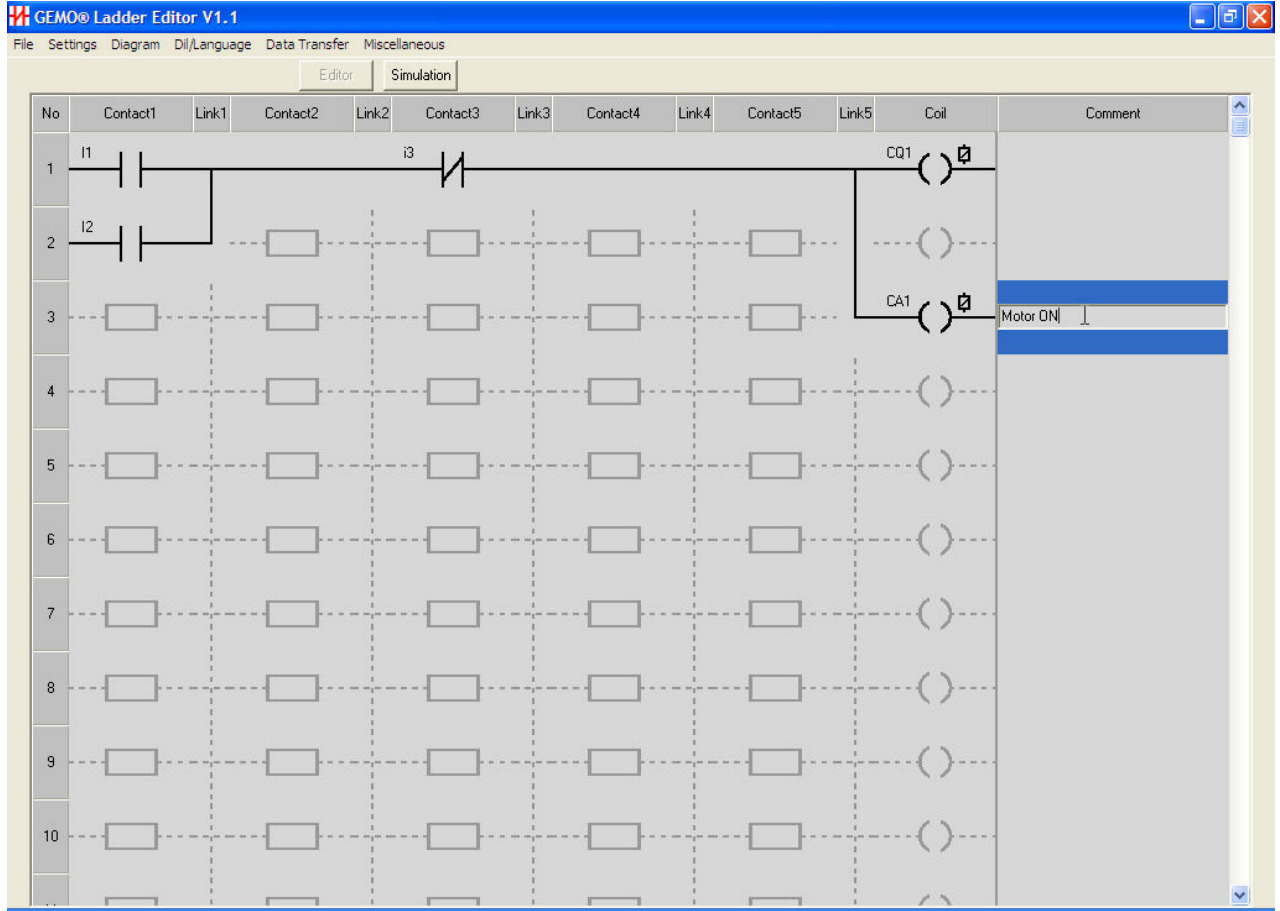 GEMO® Ladder Editor V1.1
File Settings Diagram Dil/Language Data Transfer Miscellaneous
Editor Simulation
No Contact1 Link1 Contact2 Link2 Contact3 Link3 Contact4 Link4 Contact5 Link5 Coil Comment
1 I1 i3 CQ1
2 I2
3 CA1 Motor ON
4
5
6
7
8
9
10